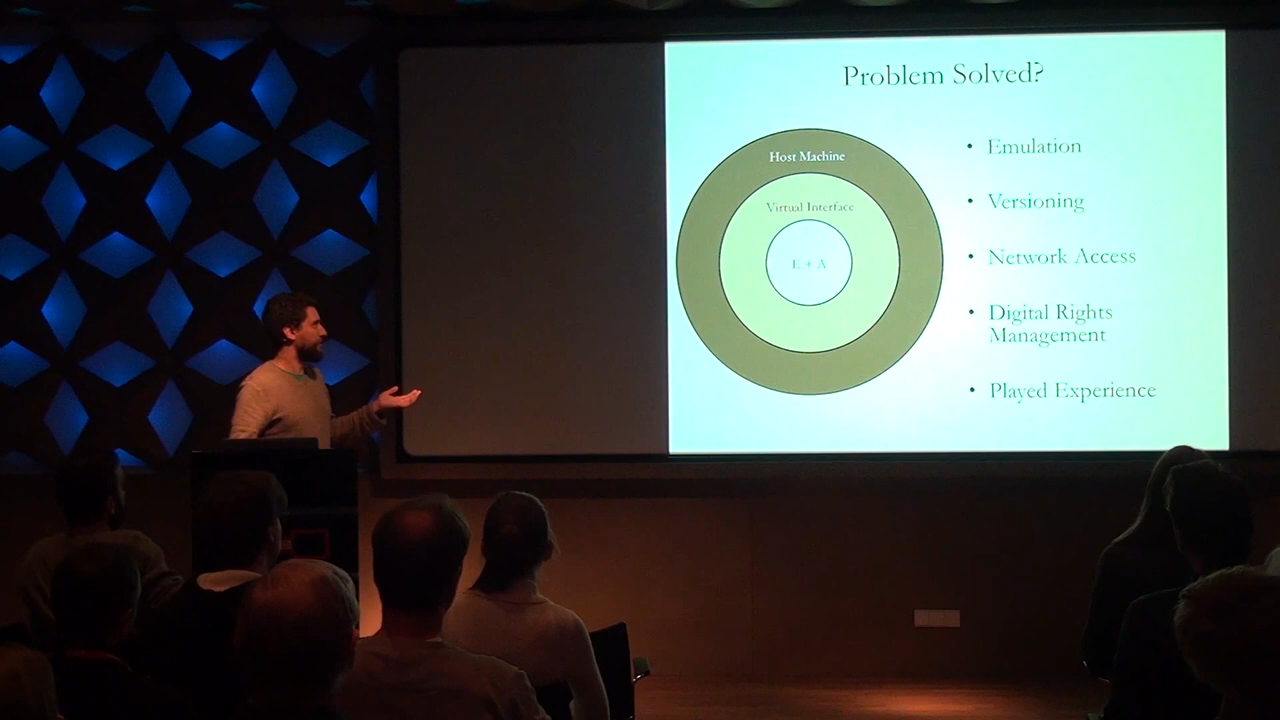 Problem Solved?
Host Machine
Virtual Interface
E + A
• Emulation
• Versioning
• Network Access
• Digital Rights
Management
• Played Experience